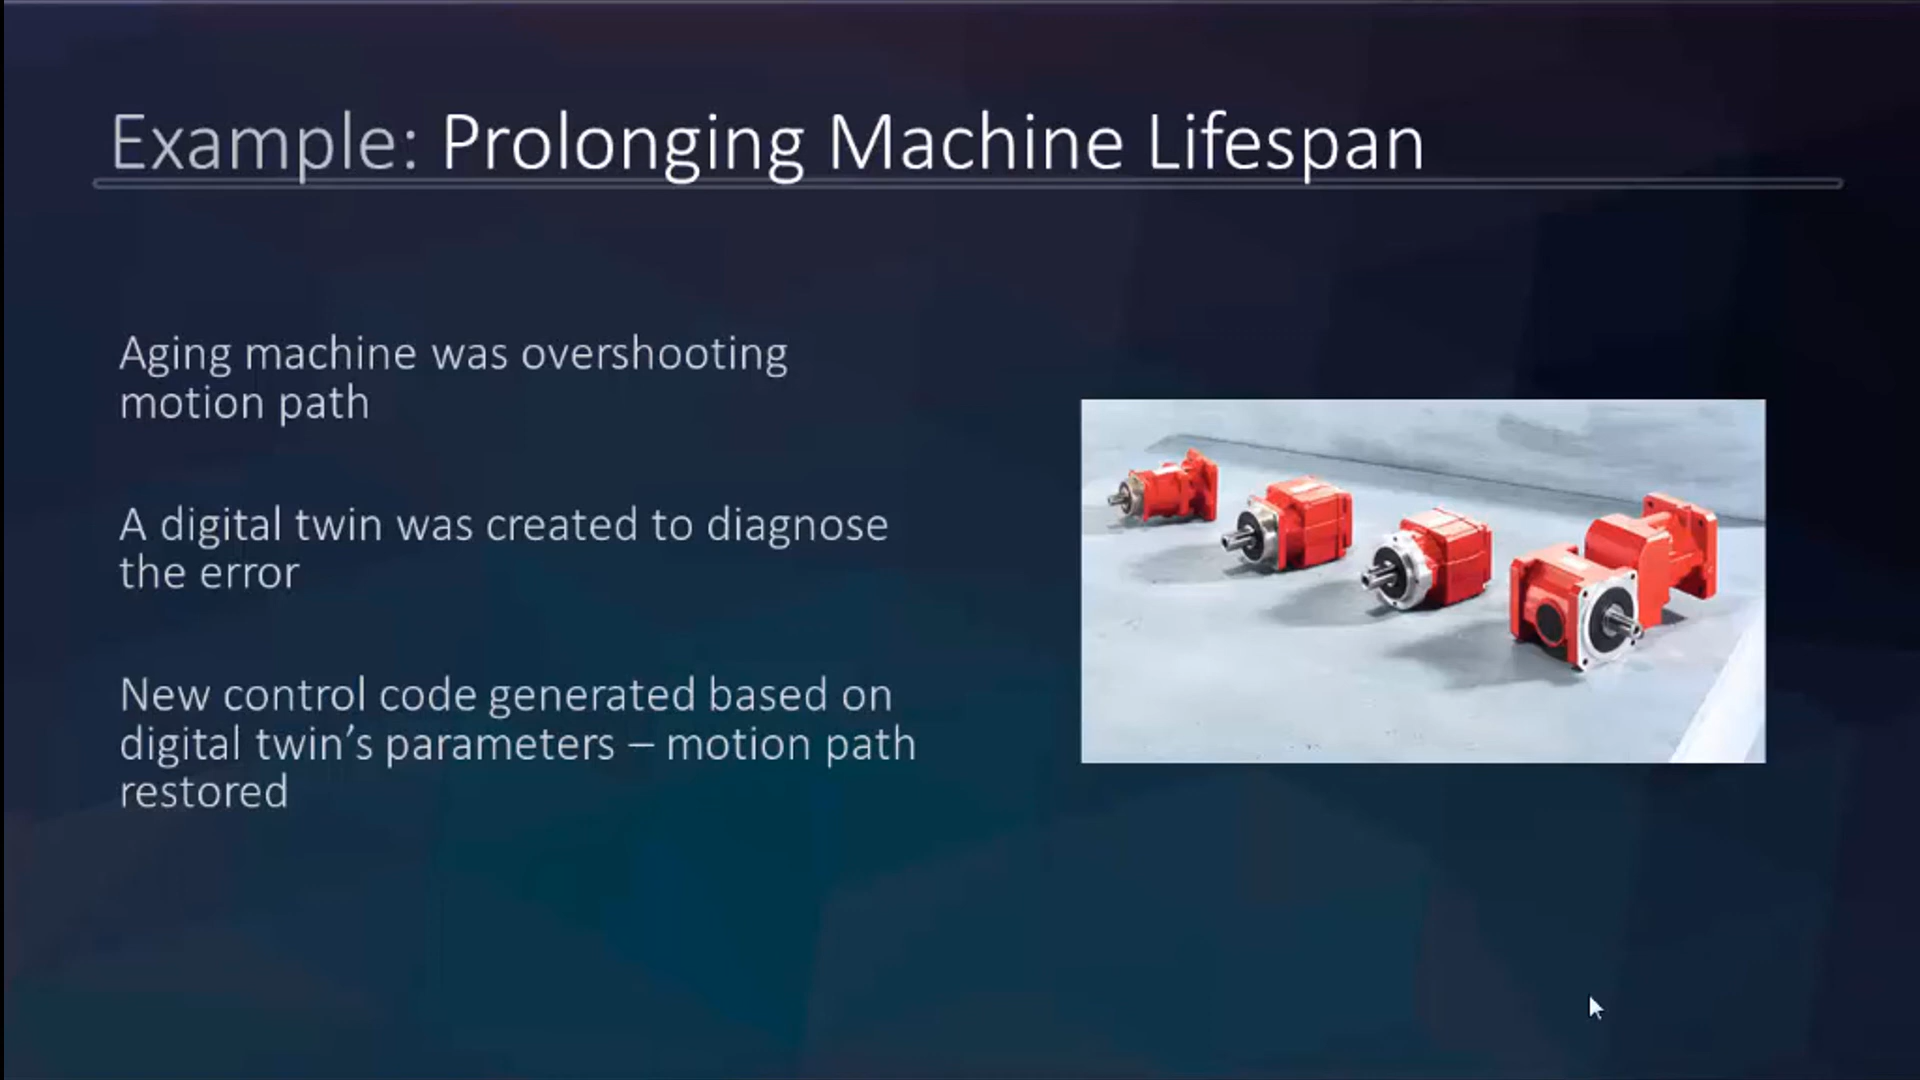 Example: Prolonging Machine Lifespan
Aging machine was overshooting
motion path
A digital twin was created to diagnose
the error
New control code generated based on
digital twin’s parameters – motion path
restored